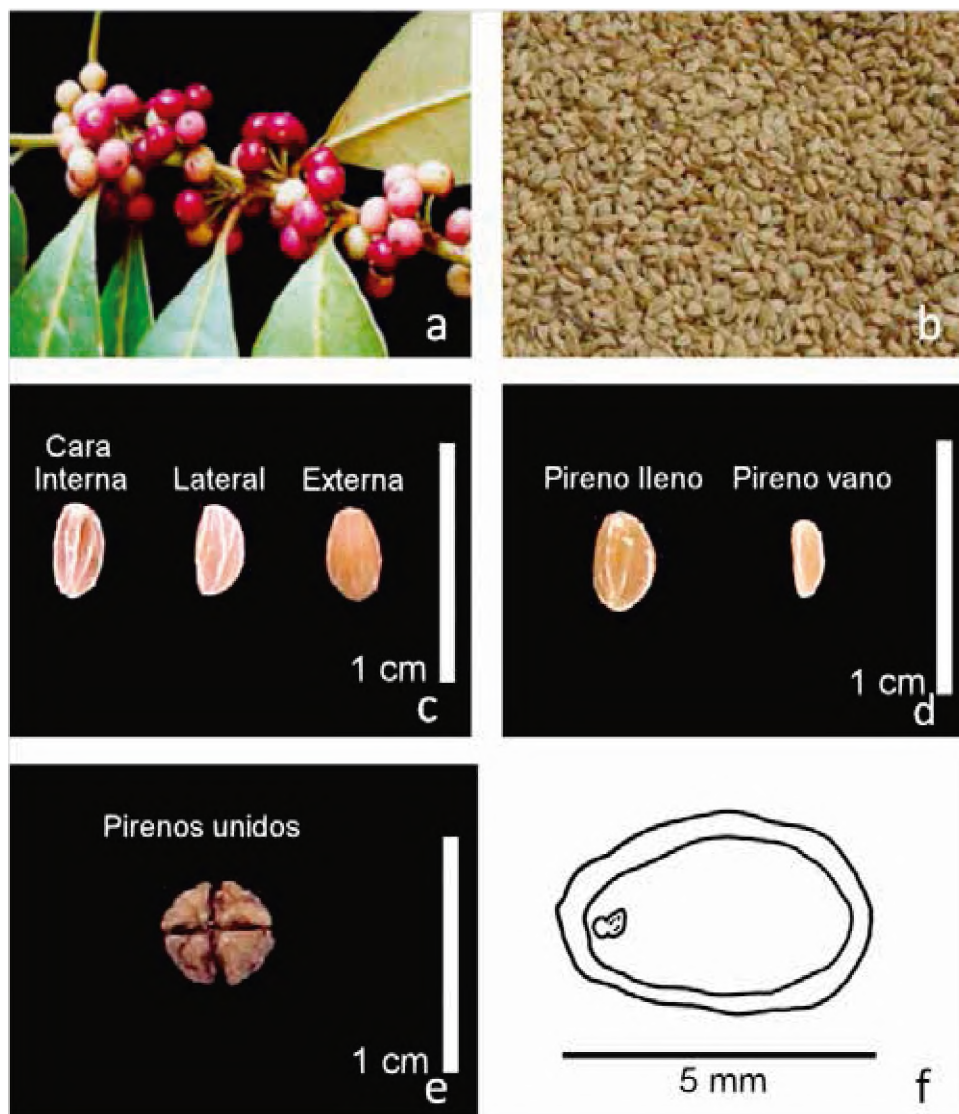 a
b
Cara
Interna Lateral Externa
1 cm
c
Pireno lleno Pireno vano
1 cm
d
Pirenos unidos
1 cm
e
5 mm
f